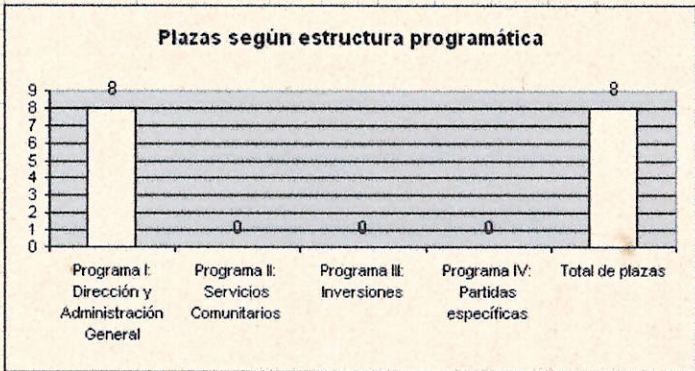 Plazas según estructura programática
9
8
7
6
5
4
3
2
1
0
8
0
0
0
8
Programa I:
Dirección y
Administración
General
Programa II:
Servicios
Comunitarios
Programa III:
Inversiones
Programa IV:
Partidas
específicas
Total de plazas